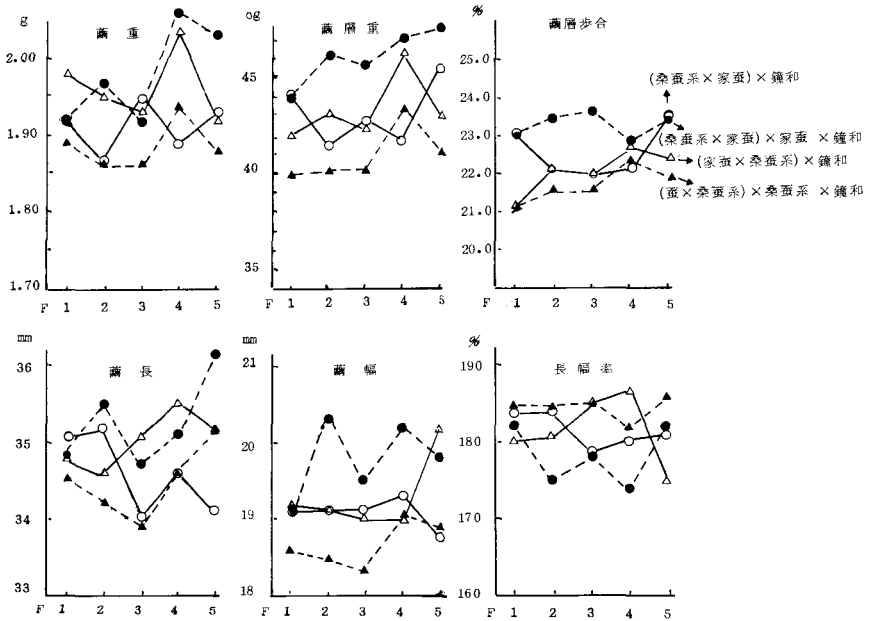 g
繭 重
2.00
1.90
1.80
1.70
F 1 2 3 4 5
og
繭 層 重
45
40
35
F 1 2 3 4 5
%
繭層歩合
25.0
24.0
23.0
22.0
21.0
20.0
F 1 2 3 4 5
(桑蚕系×家蚕)×鐘和
(桑蚕系×家蚕)×家蚕 ×鐘和
(家蚕×桑蚕系)×鐘和
(蚕×桑蚕系)×桑蚕系 ×鐘和
mm
繭 長
36
35
34
33
F 1 2 3 4 5
mm
繭 幅
21
20
19
18
F 1 2 3 4 5
%
長 幅 率
190
180
170
160
F 1 2 3 4 5